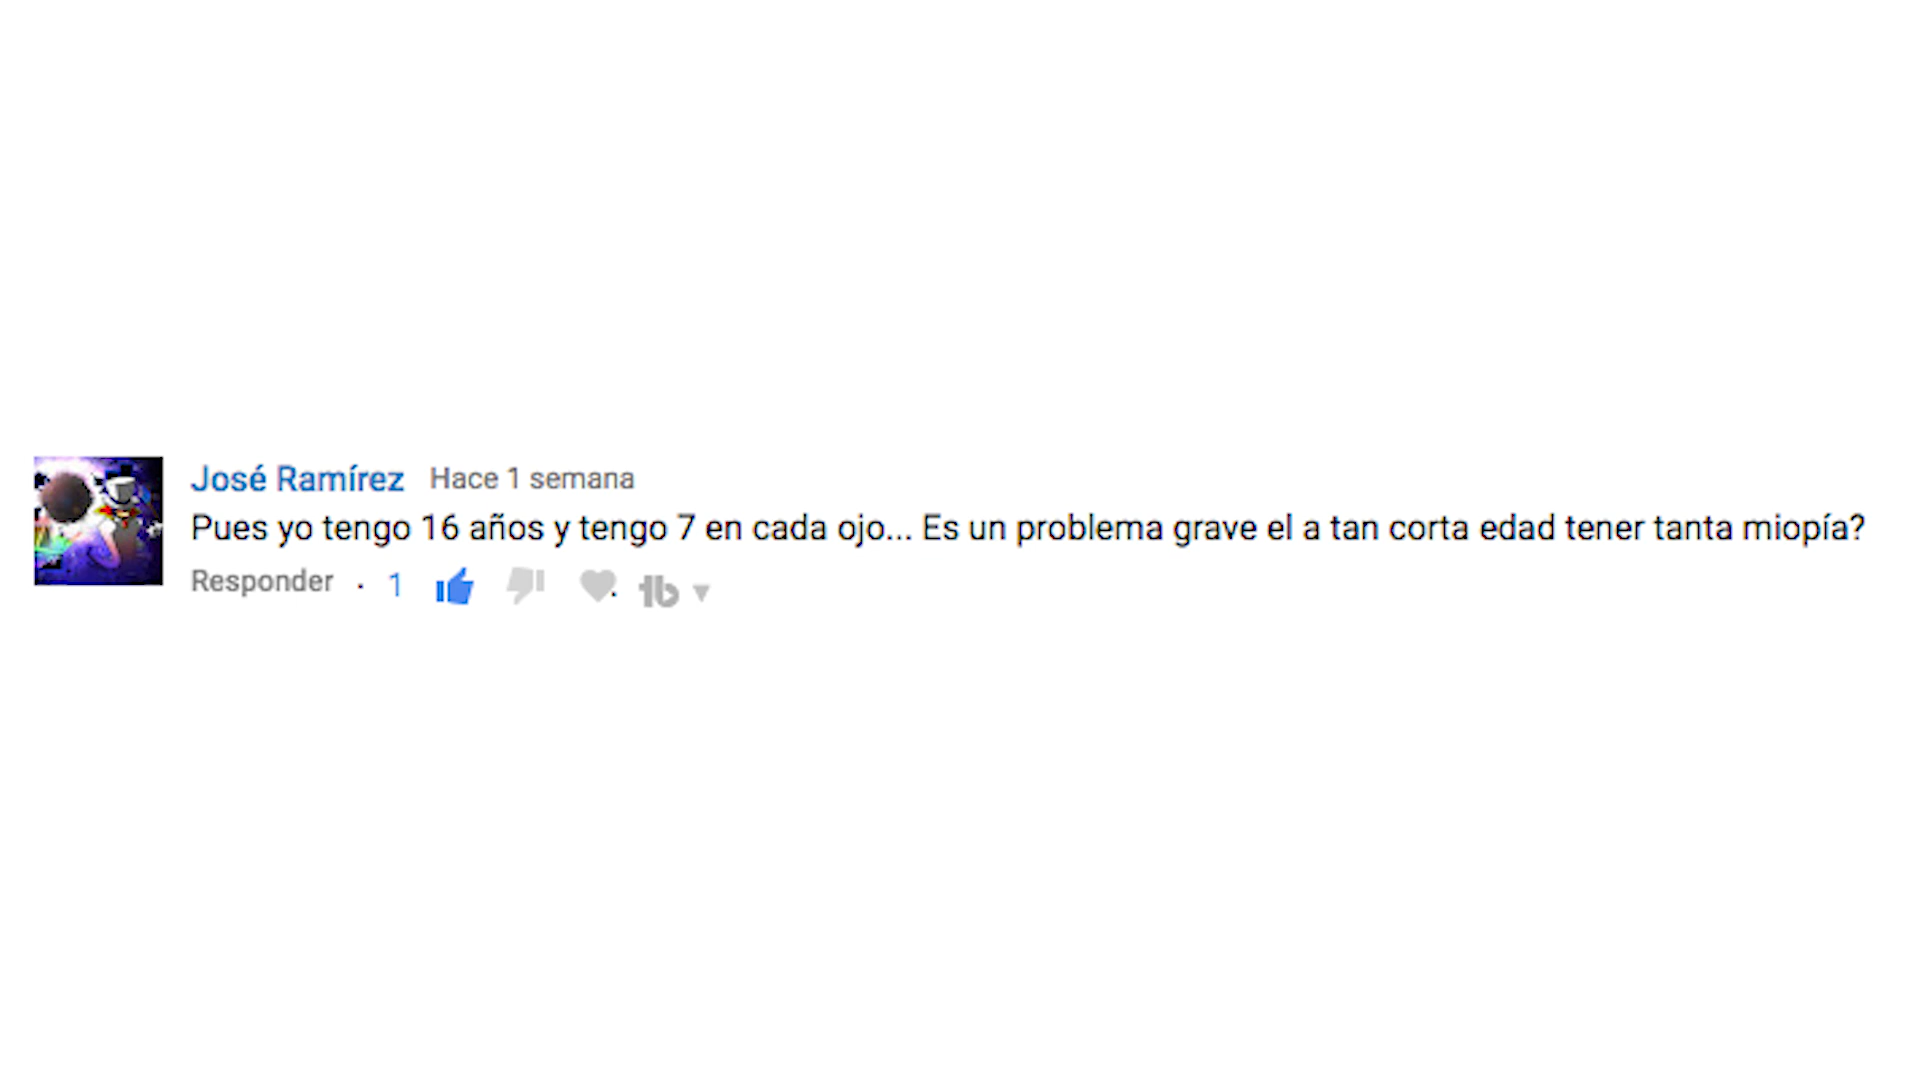 José Ramírez Hace 1 semana
Pues yo tengo 16 años y tengo 7 en cada ojo... Es un problema grave el a tan corta edad tener tanta miopía?
Responder · 1